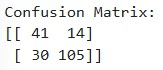 Confusion Matrix:
[[ 41  14]
 [ 30 105]]